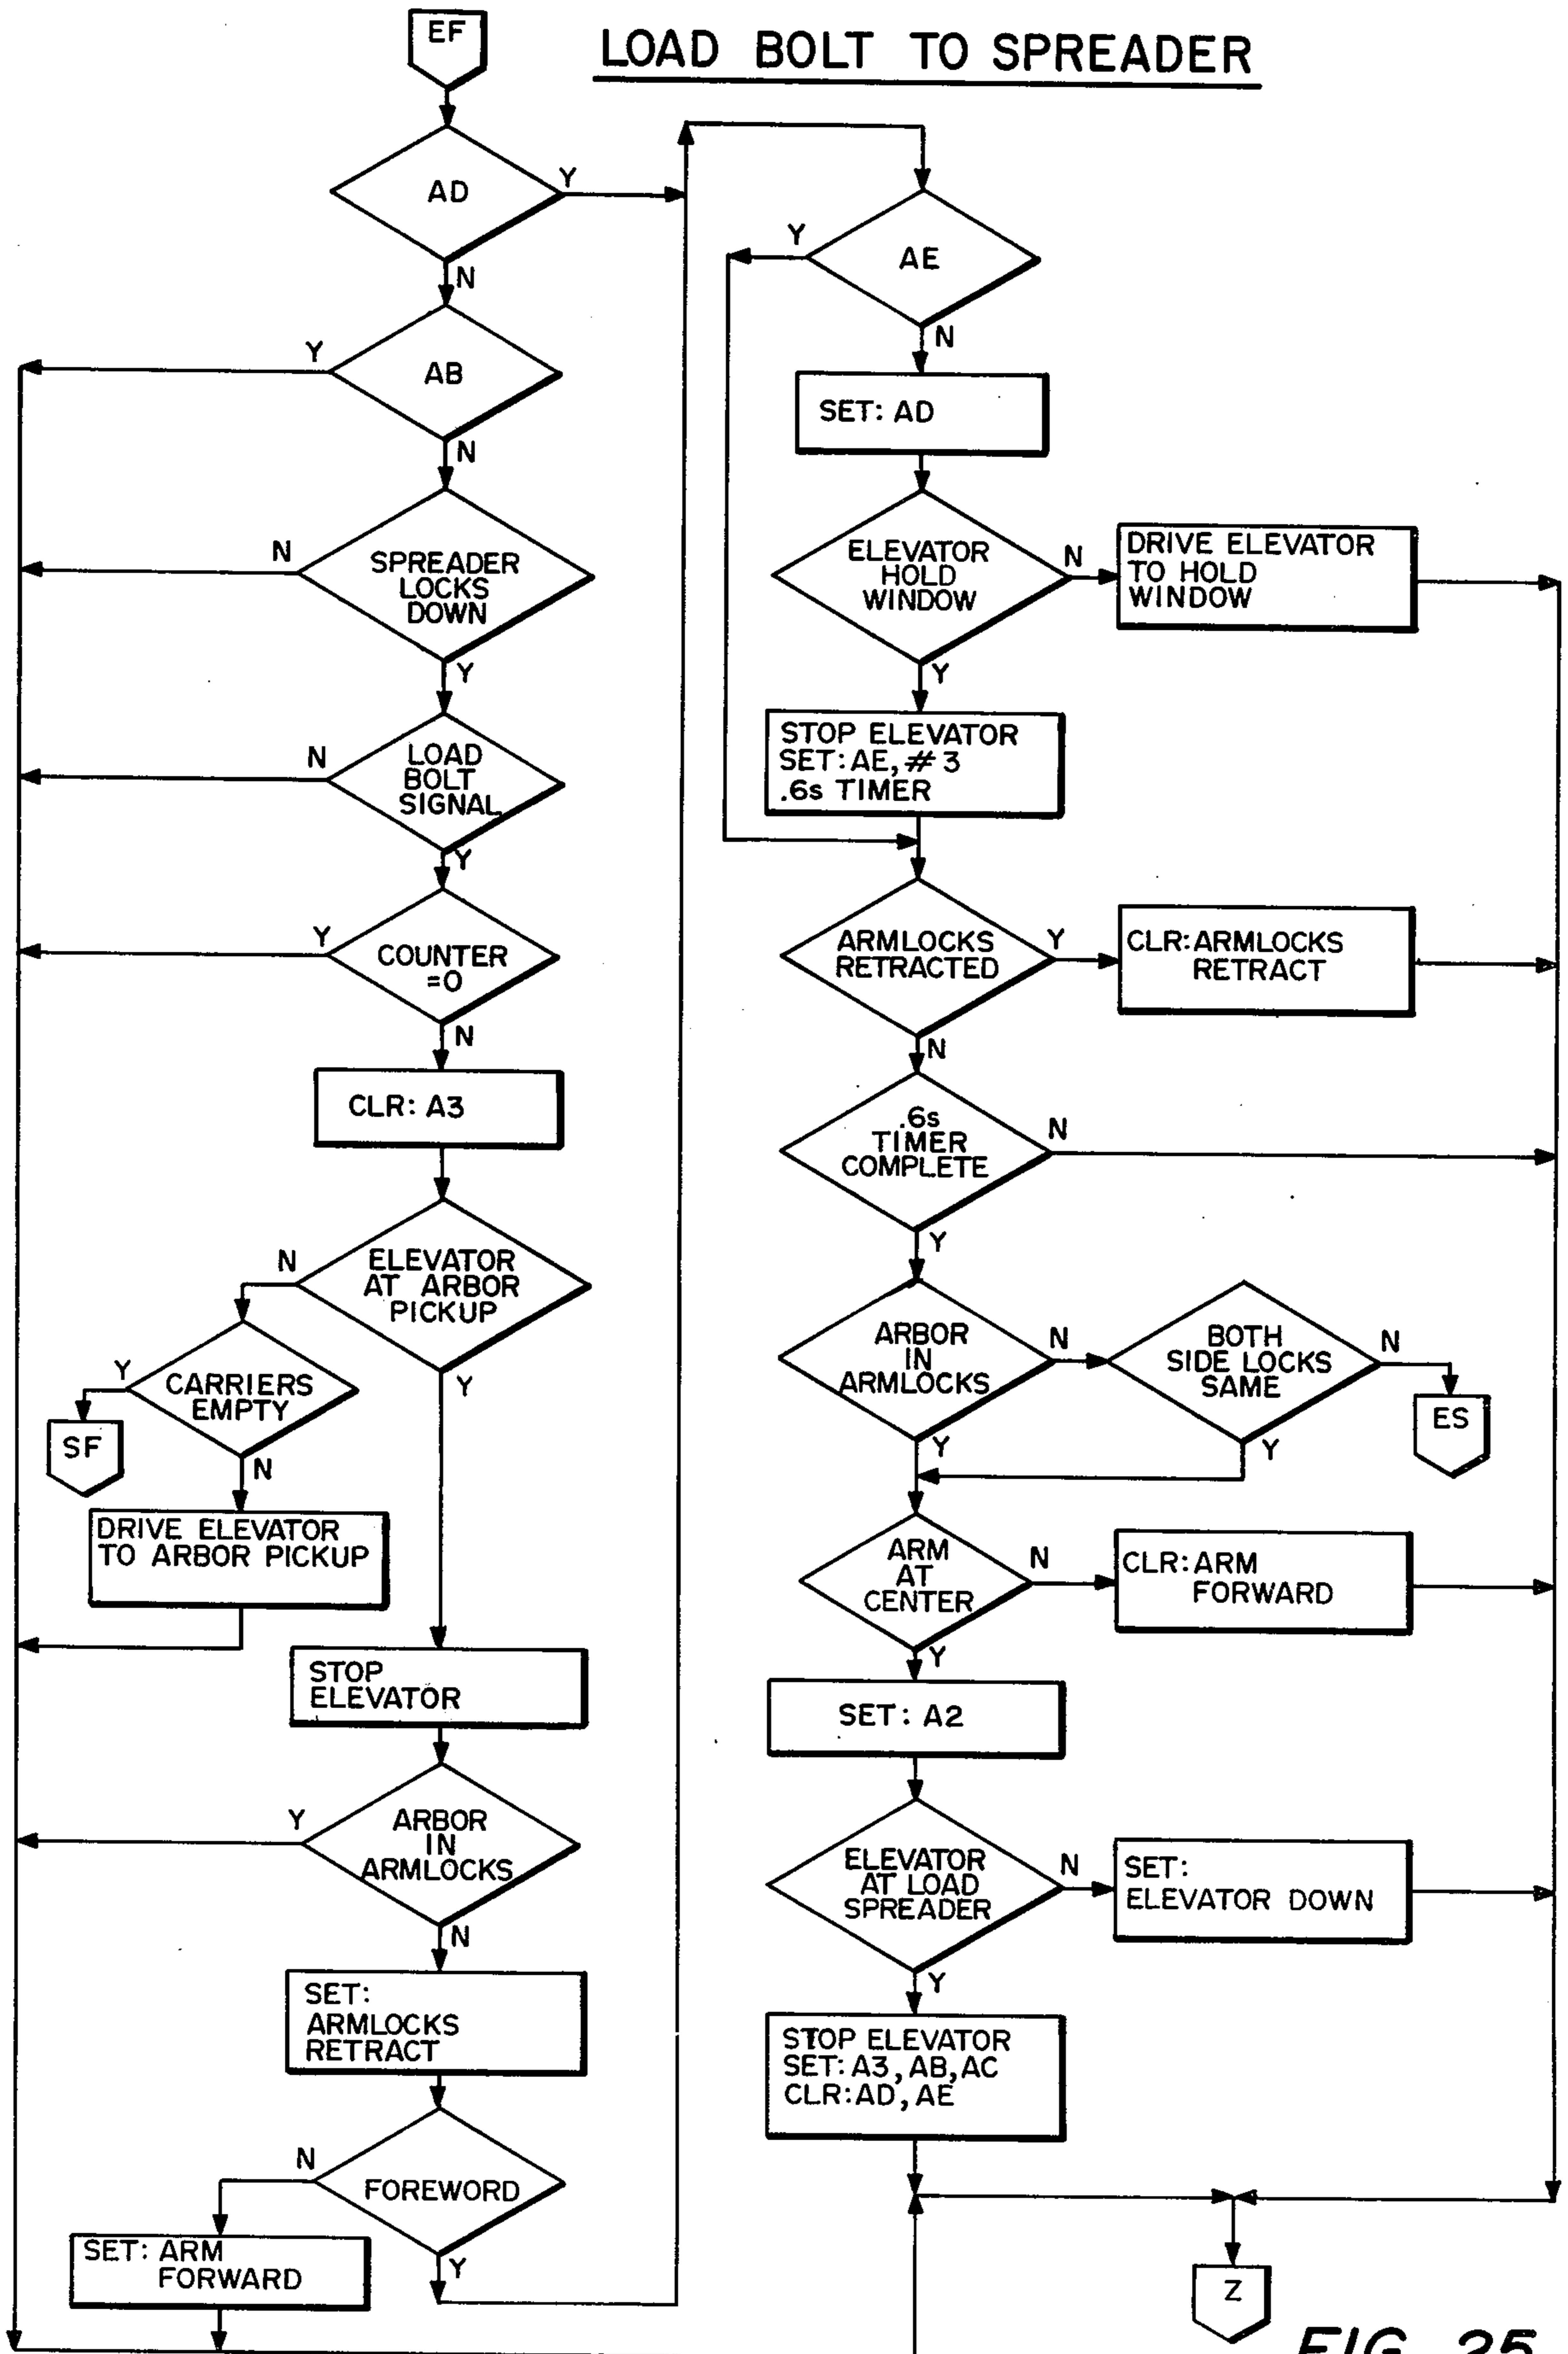 EF
LOAD BOLT TO SPREADER
AD
Y
N
AB
Y
N
SPREADER
LOCKS
DOWN
N
Y
LOAD
BOLT
SIGNAL
N
Y
COUNTER
=0
Y
N
CLR: A3
ELEVATOR
AT ARBOR
PICKUP
N
Y
CARRIERS
EMPTY
Y
N
SF
DRIVE ELEVATOR
TO ARBOR PICKUP
STOP
ELEVATOR
ARBOR
IN
ARMLOCKS
Y
N
SET:
ARMLOCKS
RETRACT
FOREWORD
N
Y
SET: ARM
FORWARD
AE
Y
N
SET: AD
ELEVATOR
HOLD
WINDOW
N
Y
DRIVE ELEVATOR
TO HOLD
WINDOW
STOP ELEVATOR
SET: AE, #3
.6s TIMER
ARMLOCKS
RETRACTED
Y
N
CLR: ARMLOCKS
RETRACT
.6s
TIMER
COMPLETE
N
Y
ARBOR
IN
ARMLOCKS
N
Y
BOTH
SIDE LOCKS
SAME
N
Y
ES
ARM
AT
CENTER
N
Y
CLR: ARM
FORWARD
SET: A2
ELEVATOR
AT LOAD
SPREADER
N
Y
SET:
ELEVATOR DOWN
STOP ELEVATOR
SET: A3, AB, AC
CLR: AD, AE
Z
FIG. 25